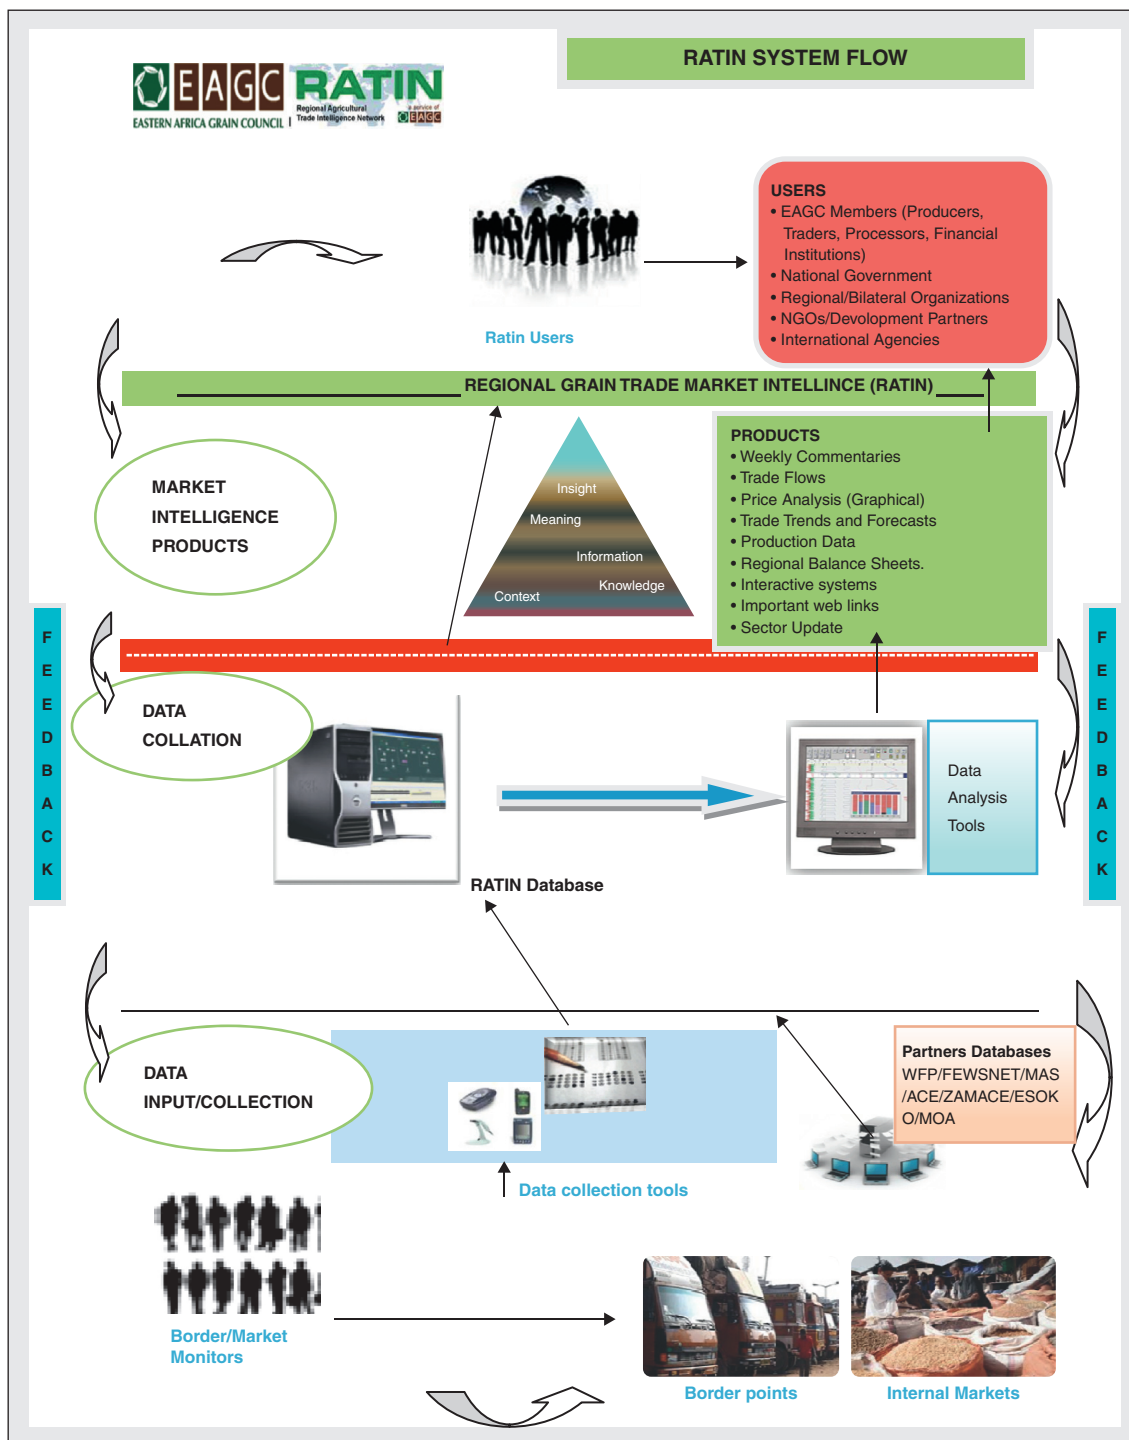 RATIN SYSTEM FLOW
EAGC
EASTERN AFRICA GRAIN COUNCIL
RATIN
Regional Agricultural
Trade Intelligence Network
a service of
EAGC
USERS
• EAGC Members (Producers,
Traders, Processors, Financial
Institutions)
• National Government
• Regional/Bilateral Organizations
• NGOs/Devolopment Partners
• International Agencies
Ratin Users
REGIONAL GRAIN TRADE MARKET INTELLINCE (RATIN)
MARKET
INTELLIGENCE
PRODUCTS
Insight
Meaning
Information
Knowledge
Context
PRODUCTS
• Weekly Commentaries
• Trade Flows
• Price Analysis (Graphical)
• Trade Trends and Forecasts
• Production Data
• Regional Balance Sheets.
• Interactive systems
• Important web links
• Sector Update
F
E
E
D
B
A
C
K
F
E
E
D
B
A
C
K
DATA
COLLATION
Data
Analysis
Tools
RATIN Database
DATA
INPUT/COLLECTION
Partners Databases
WFP/FEWSNET/MAS
/ACE/ZAMACE/ESOK
O/MOA
Data collection tools
Border/Market
Monitors
Border points
Internal Markets